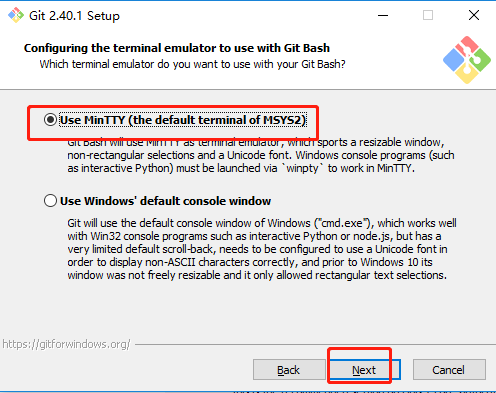 Git 2.40.1 Setup
Configuring the terminal emulator to use with Git Bash
Which terminal emulator do you want to use with your Git Bash?
Use MinTTY (the default terminal of MSYS2)
Git Bash will use MinTTY as terminal emulator, which sports a resizable window,
non-rectangular selections and a Unicode font. Windows console programs (such
as interactive Python) must be launched via `winpty` to work in MinTTY.
Use Windows' default console window
Git will use the default console window of Windows ("cmd.exe"), which works well
with Win32 console programs such as interactive Python or node.js, but has a
very limited default scroll-back, needs to be configured to use a Unicode font in
order to display non-ASCII characters correctly, and prior to Windows 10 its
window was not freely resizable and it only allowed rectangular text selections.
https://gitforwindows.org/
Back
Next
Cancel